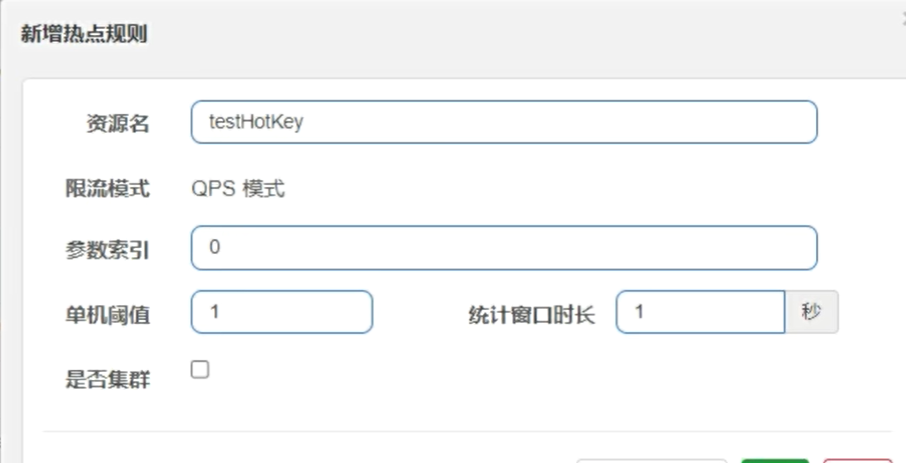 新增热点规则
资源名 testHotKey
限流模式 QPS 模式
参数索引 0
单机阈值 1 统计窗口时长 1 秒
是否集群